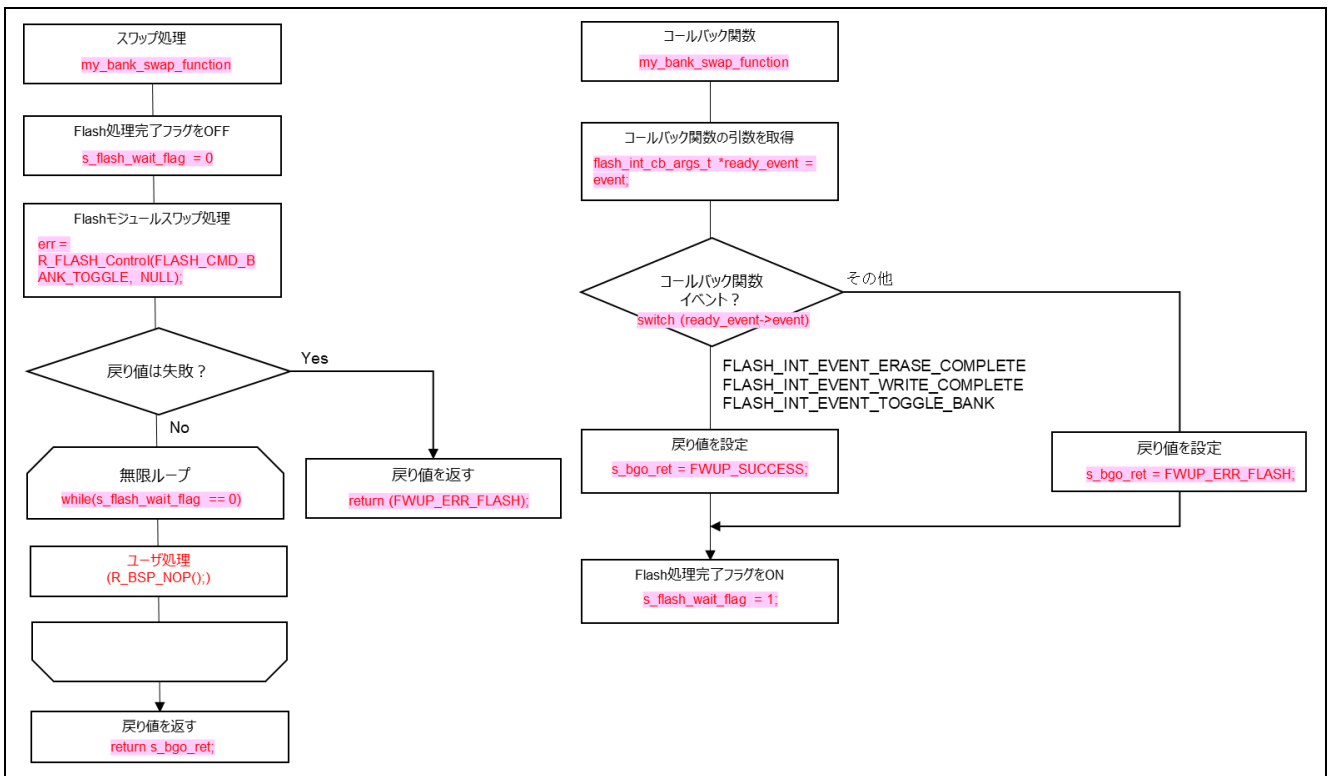 スワップ処理
my_bank_swap_function
Flash処理完了フラグをOFF
s_flash_wait_flag = 0
Flashモジュールスワップ処理
err =
R_FLASH_Control(FLASH_CMD_B
ANK_TOGGLE, NULL);
戻り値は失敗？
Yes
No
無限ループ
while(s_flash_wait_flag == 0)
戻り値を返す
return (FWUP_ERR_FLASH);
ユーザ処理
(R_BSP_NOP();)
戻り値を返す
return s_bgo_ret;
コールバック関数
my_bank_swap_function
コールバック関数の引数を取得
flash_int_cb_args_t *ready_event =
event;
コールバック関数
イベント？
switch (ready_event->event)
その他
FLASH_INT_EVENT_ERASE_COMPLETE
FLASH_INT_EVENT_WRITE_COMPLETE
FLASH_INT_EVENT_TOGGLE_BANK
戻り値を設定
s_bgo_ret = FWUP_SUCCESS;
戻り値を設定
s_bgo_ret = FWUP_ERR_FLASH;
Flash処理完了フラグをON
s_flash_wait_flag = 1;